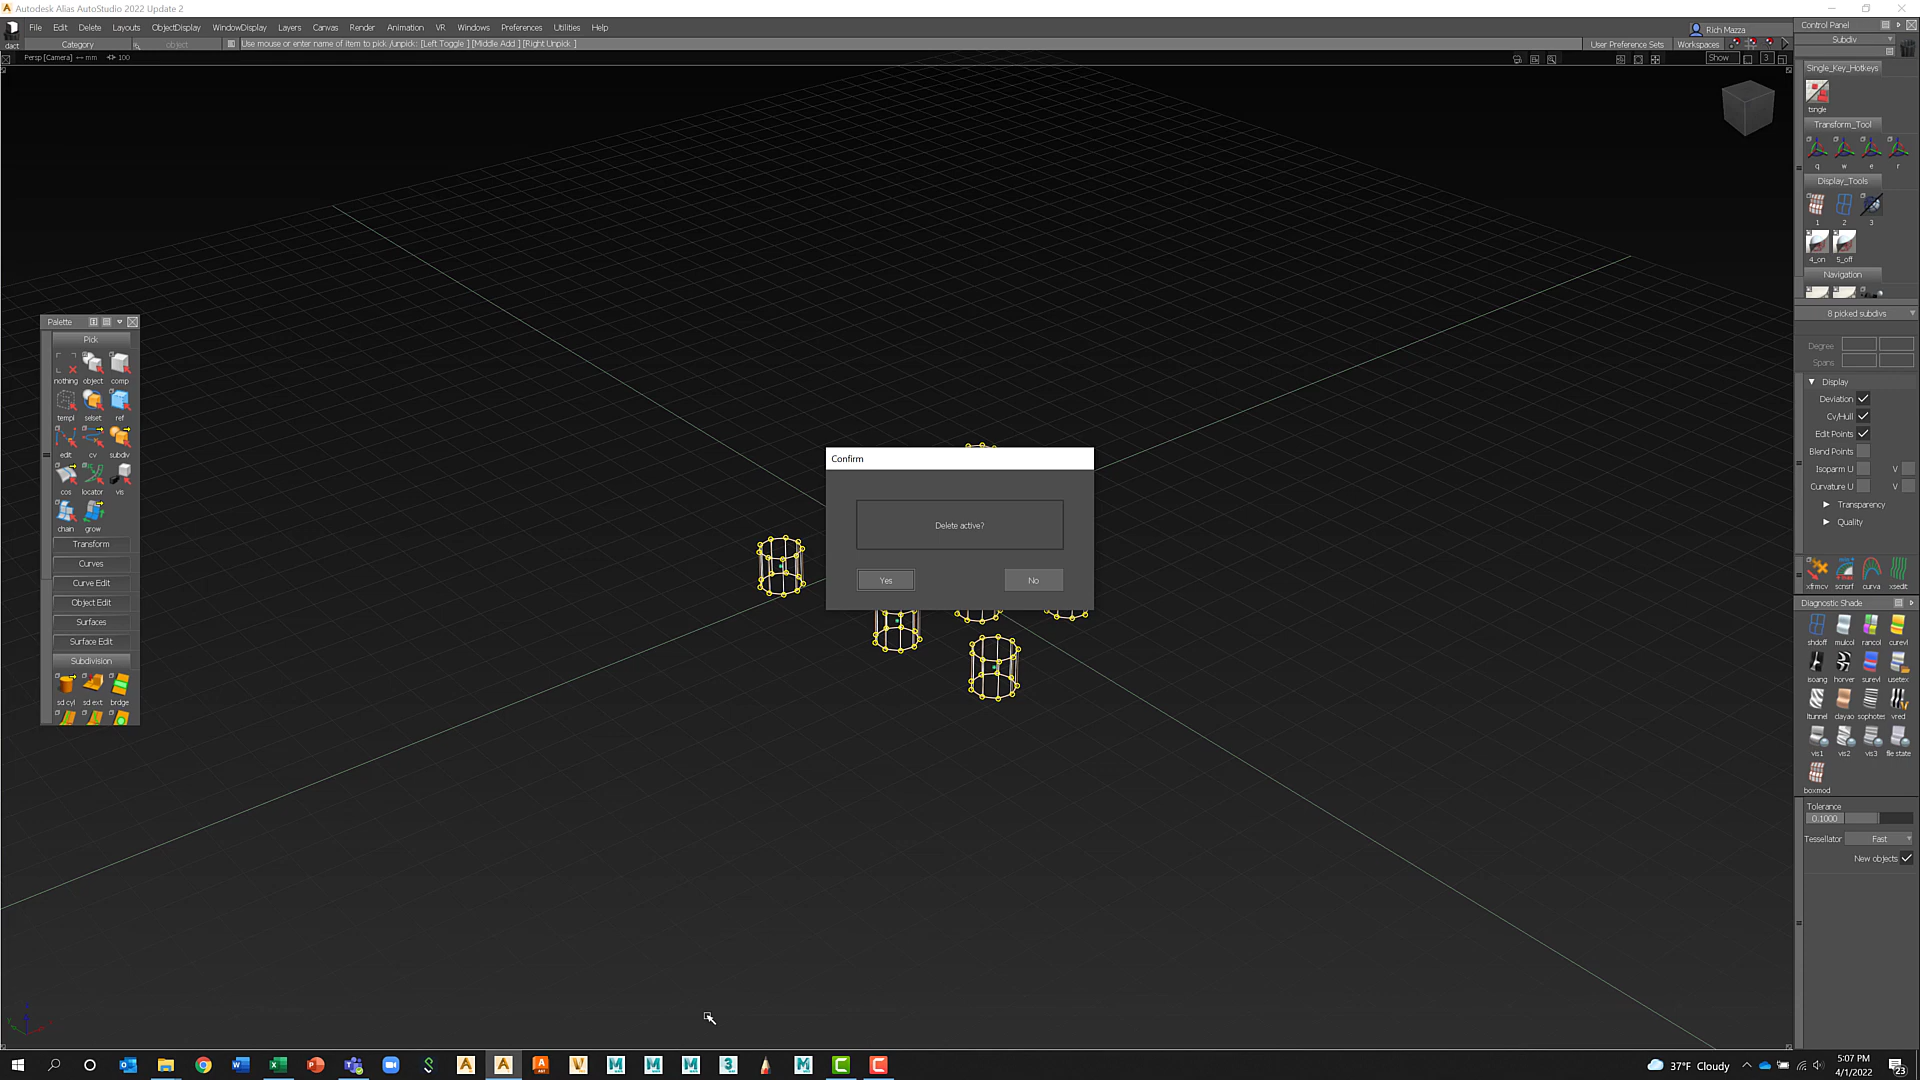 Autodesk Alias AutoStudio 2022 Update 2
File Edit Delete Layouts ObjectDisplay WindowDisplay Layers Canvas Render Animation VR Windows Preferences Utilities Help
Rich Mazza
Control Panel
dact
Category
object
Use mouse or enter name of item to pick /unpick: [Left Toggle ] [Middle Add ] [Right Unpick ]
User Preference Sets
Workspaces
Subdiv
Persp [Camera] -- mm 100
Show
3
Single_Key_Hotkeys
tsngle
Transform_Tool
q w e r
Display_Tools
1 2 3
4_on 5_off
Navigation
8 picked subdivs
Degree
Spans
Display
Deviation
Cv/Hull
Edit Points
Blend Points
Isoparm U V
Curvature U V
Transparency
Quality
xfrmcv scnsrf curva xsedit
Diagnostic Shade
shdoff mulcol rancol curevl
isoang horver surevl usetex
ltunnel clayao sophotes vred
vis1 vis2 vis3 file state
boxmod
Tolerance
0.1000
Tessellator Fast
New objects
Palette
Pick
nothing object comp
templ selset ref
edit cv subdiv
cos locator vis
chain grow
Transform
Curves
Curve Edit
Object Edit
Surfaces
Surface Edit
Subdivision
sd cyl sd ext brdge
Confirm
Delete active?
Yes No
37°F Cloudy
5:07 PM
4/1/2022
23